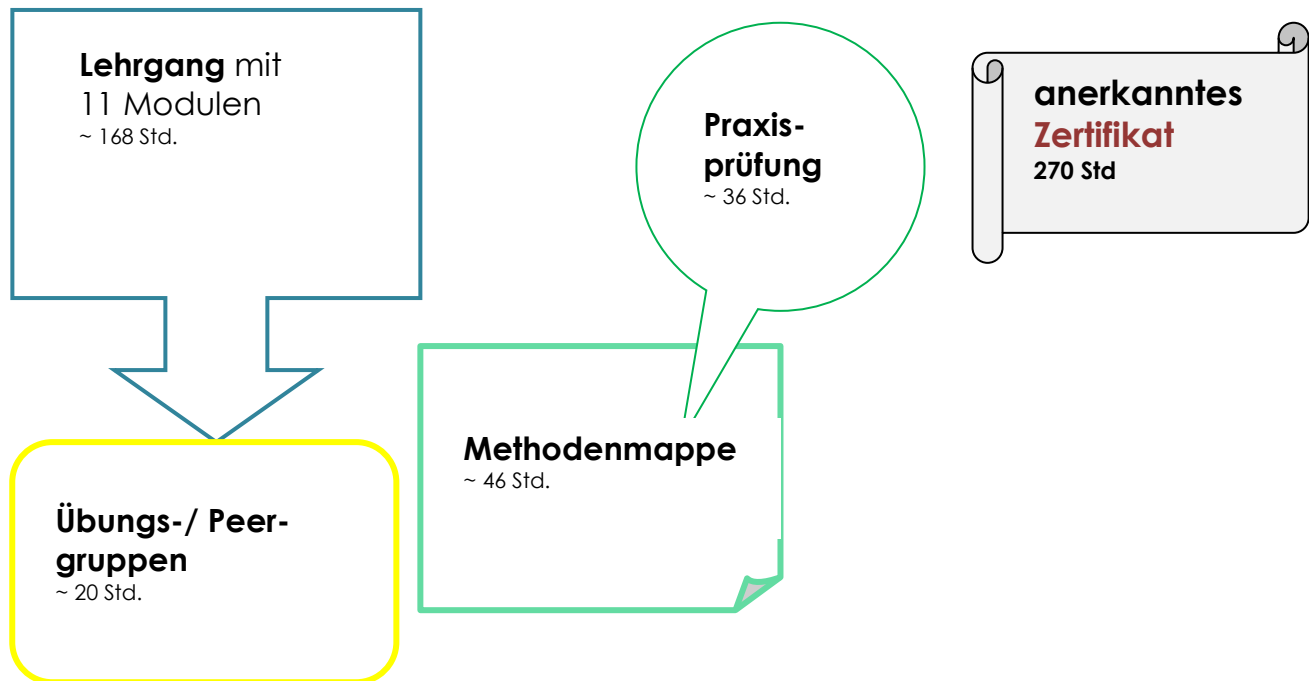 Lehrgang mit
11 Modulen
~ 168 Std.
Praxis-
prüfung
~ 36 Std.
anerkanntes
Zertifikat
270 Std
Methodenmappe
~ 46 Std.
Übungs-/ Peer-
gruppen
~ 20 Std.